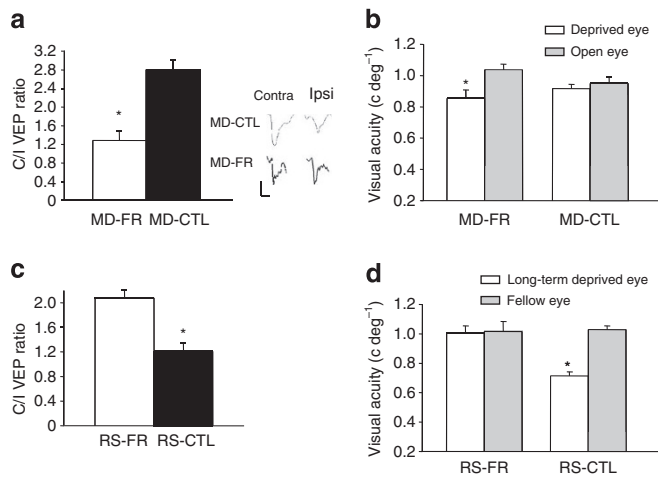 a
C/I VEP ratio
3.2
2.8
2.4
2.0
1.6
1.2
0.8
0.4
0
*
MD-FR MD-CTL
Contra Ipsi
MD-CTL
MD-FR
b
Deprived eye
Open eye
Visual acuity (c deg⁻¹)
1.4
1.2
1.0
0.8
0.6
0.4
0.2
*
MD-FR MD-CTL
c
C/I VEP ratio
2.0
1.6
1.2
0.8
0.4
0
*
RS-FR RS-CTL
d
Long-term deprived eye
Fellow eye
Visual acuity (c deg⁻¹)
1.4
1.2
1.0
0.8
0.6
0.4
0.2
*
RS-FR RS-CTL